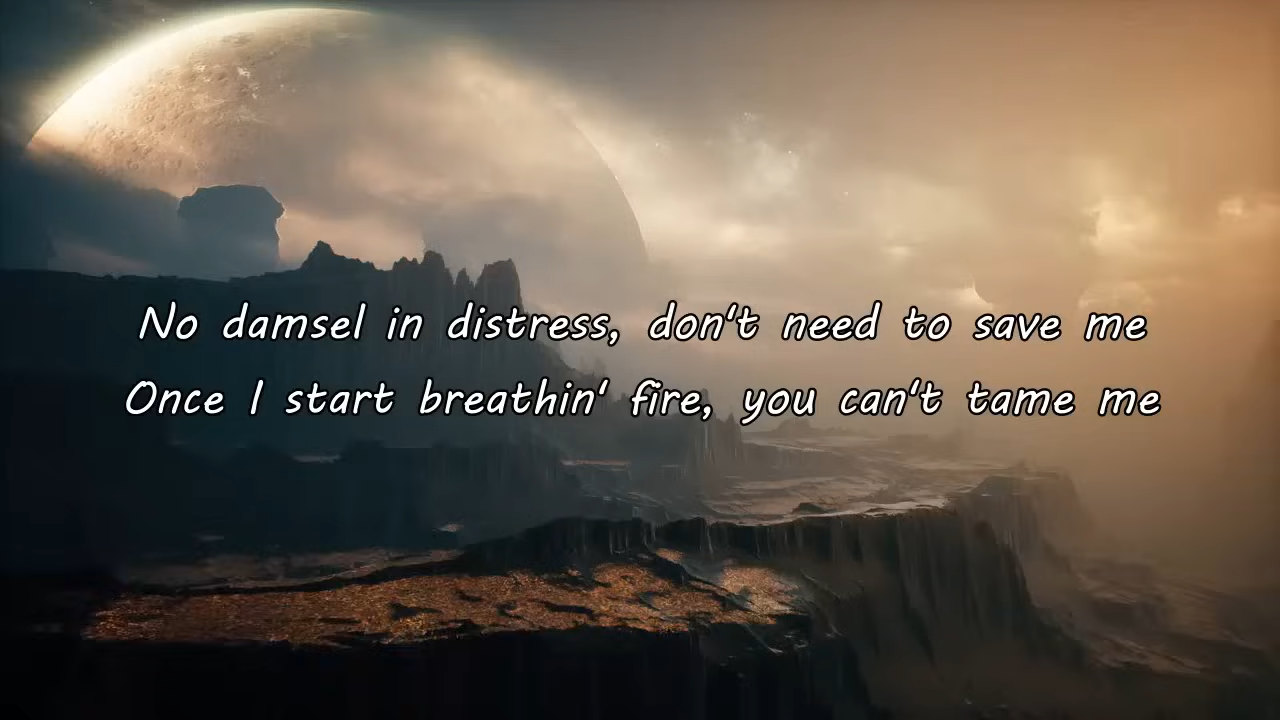 No damsel in distress, don't need to save me
Once I start breathin' fire, you can't tame me